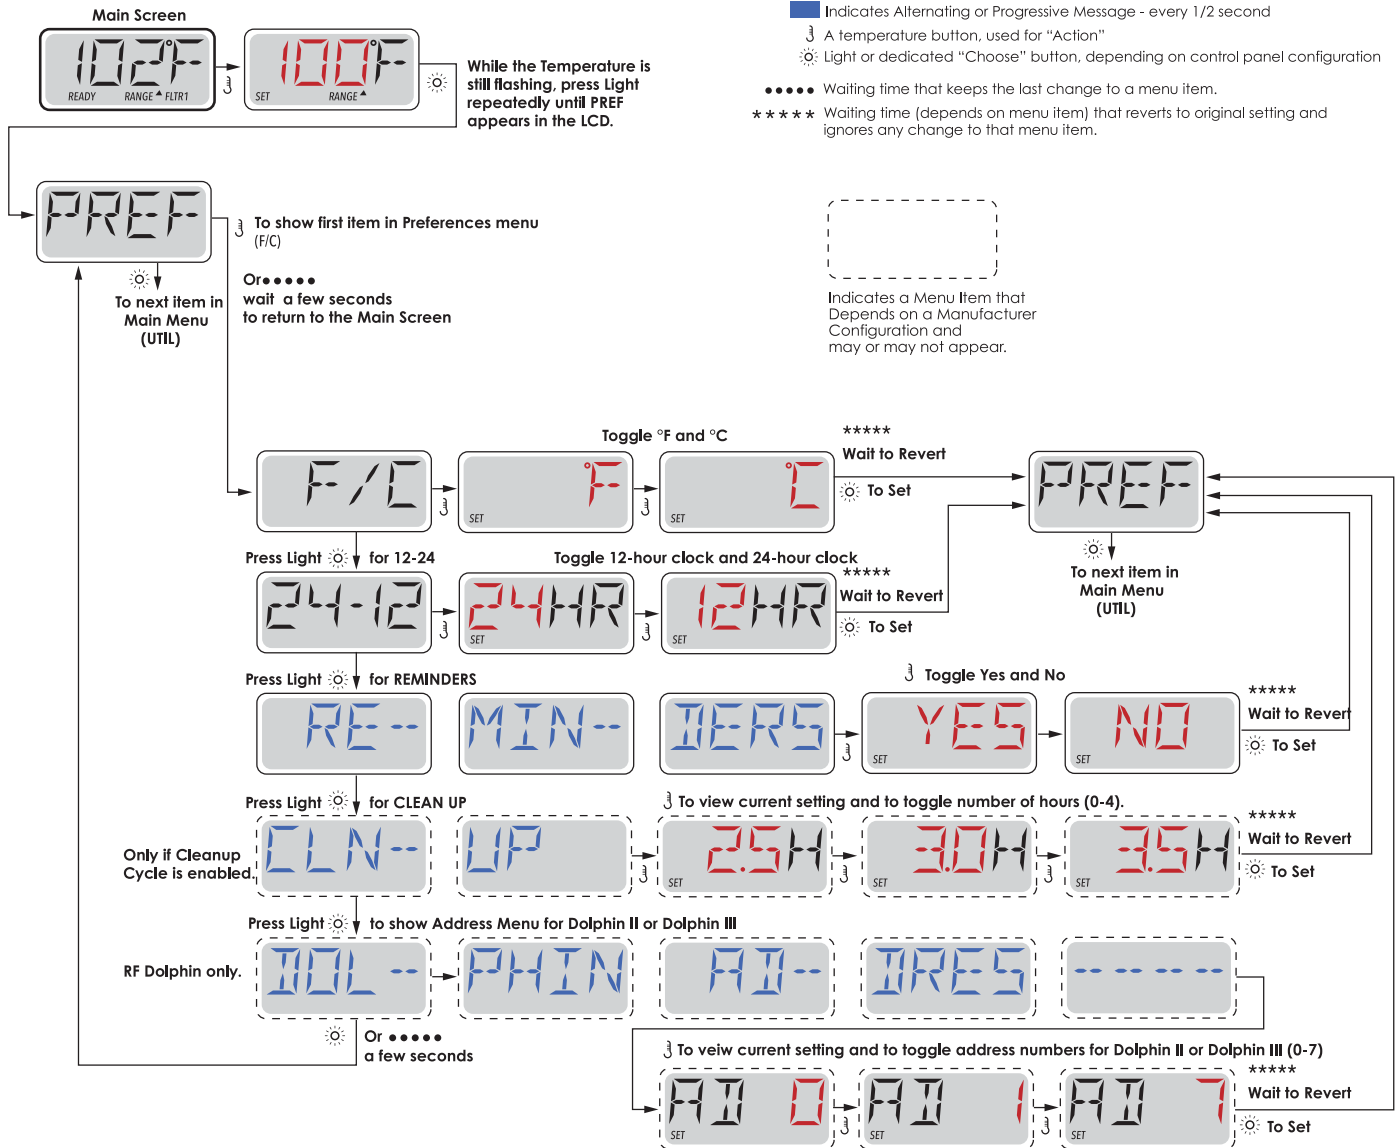 Main Screen
102°F
READY RANGE FLTR1
100°F
SET RANGE
While the Temperature is
still flashing, press Light
repeatedly until PREF
appears in the LCD.
Indicates Alternating or Progressive Message - every 1/2 second
A temperature button, used for “Action”
Light or dedicated “Choose” button, depending on control panel configuration
••••• Waiting time that keeps the last change to a menu item.
***** Waiting time (depends on menu item) that reverts to original setting and
ignores any change to that menu item.
PREF
To show first item in Preferences menu
(F/C)
Or•••••
wait a few seconds
to return to the Main Screen
To next item in
Main Menu
(UTIL)
Indicates a Menu Item that
Depends on a Manufacturer
Configuration and
may or may not appear.
Toggle °F and °C
F/C
°F
SET
°C
SET
*****
Wait to Revert
To Set
PREF
To next item in
Main Menu
(UTIL)
Press Light for 12-24
Toggle 12-hour clock and 24-hour clock
24-12
24HR
SET
12HR
SET
*****
Wait to Revert
To Set
Press Light for REMINDERS
Toggle Yes and No
RE--
MIN--
DERS
YES
SET
NO
SET
*****
Wait to Revert
To Set
Press Light for CLEAN UP
To view current setting and to toggle number of hours (0-4).
Only if Cleanup
Cycle is enabled.
CLN--
UP
2.5H
SET
3.0H
SET
3.5H
SET
*****
Wait to Revert
To Set
Press Light to show Address Menu for Dolphin II or Dolphin III
RF Dolphin only.
DOL--
PHIN
AD--
DRES
-- -- -- --
Or •••••
a few seconds
To veiw current setting and to toggle address numbers for Dolphin II or Dolphin III (0-7)
AD 0
SET
AD 1
SET
AD 7
SET
*****
Wait to Revert
To Set